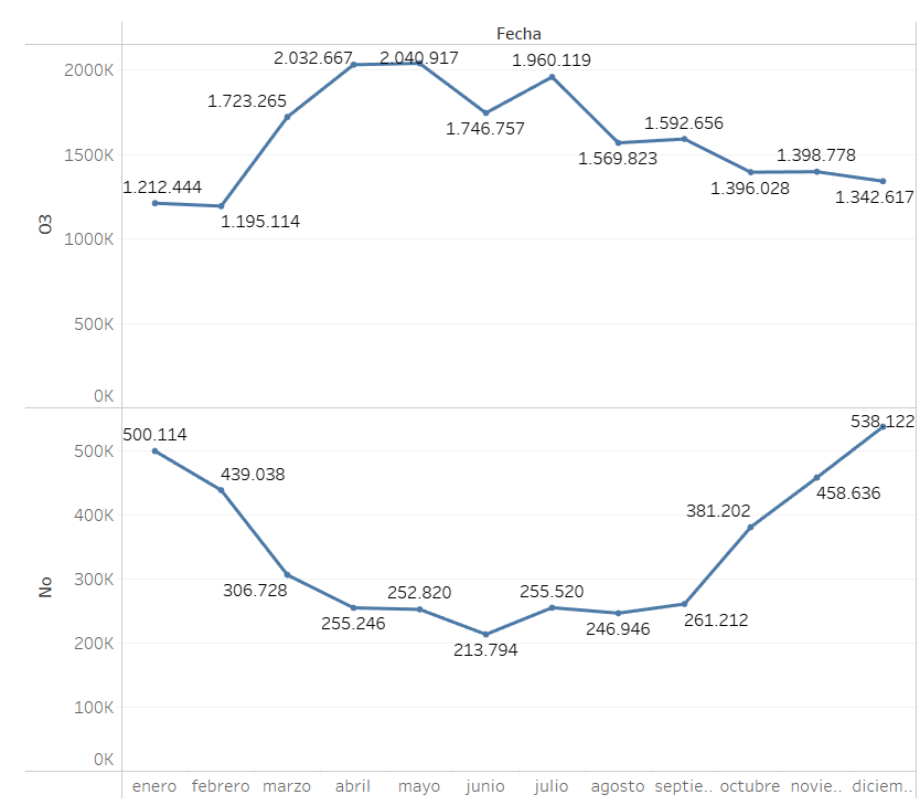 Fecha
2.032.667
2.040.917
1.960.119
2000K
1.723.265
1.592.656
1.746.757
1500K
1.569.823
1.398.778
1.212.444
1.396.028
1.342.617
1.195.114
O3
1000K
500K
0K
538.122
500.114
500K
439.038
458.636
381.202
400K
No
300K
306.728
252.820
255.520
255.246
246.946
261.212
200K
213.794
100K
0K
enero febrero marzo abril mayo junio julio agosto septie.. octubre novie.. diciem..